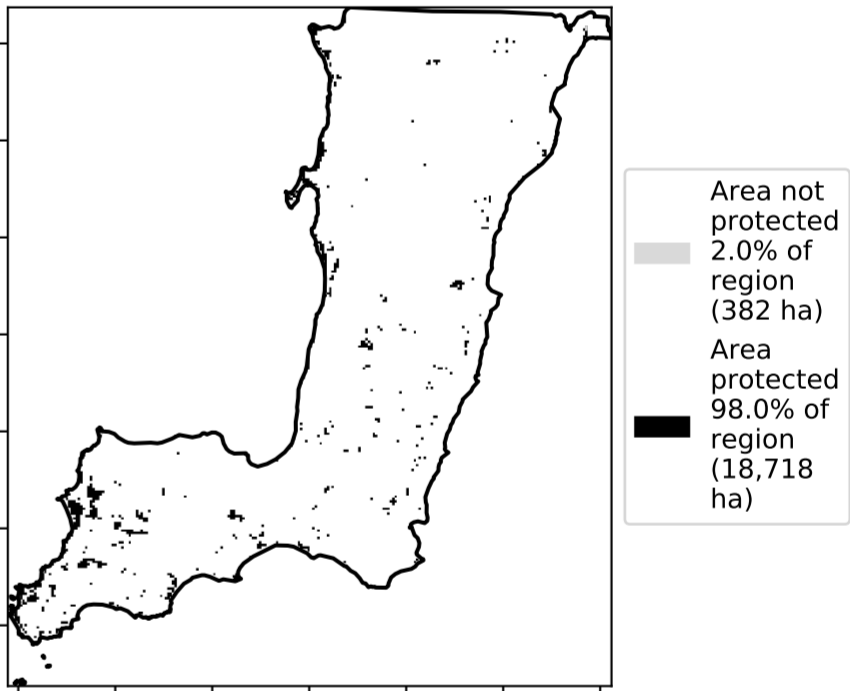 Area not
protected
2.0% of
region
(382 ha)
Area
protected
98.0% of
region
(18,718
ha)